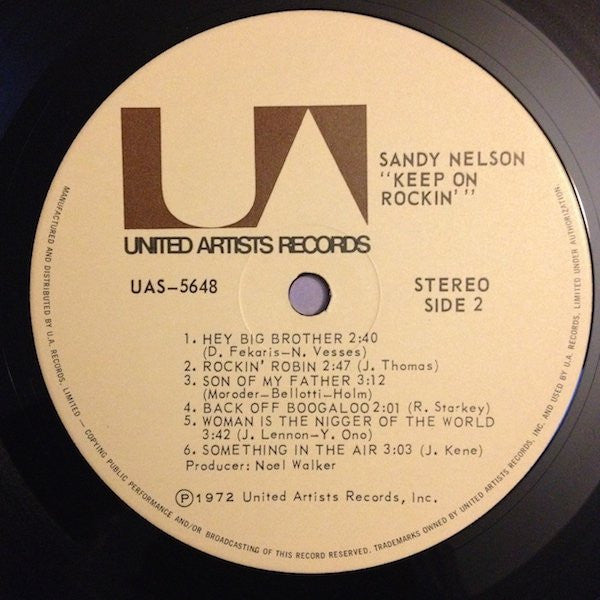 UA
UNITED ARTISTS RECORDS
SANDY NELSON
"KEEP ON
ROCKIN'"
UAS-5648
STEREO
SIDE 2
1. HEY BIG BROTHER 2:40
(D. Fekaris-N. Vesses)
2. ROCKIN' ROBIN 2:47 (J. Thomas)
3. SON OF MY FATHER 3:12
(Moroder-Bellotti-Holm)
4. BACK OFF BOOGALOO 2:01 (R. Starkey)
5. WOMAN IS THE NIGGER OF THE WORLD
3:42 (J. Lennon-Y. Ono)
6. SOMETHING IN THE AIR 3:03 (J. Kene)
Producer: Noel Walker
Ⓟ1972 United Artists Records, Inc.
MANUFACTURED AND DISTRIBUTED BY U.A. RECORDS, LIMITED — COPYING PUBLIC PERFORMANCE AND/OR BROADCASTING OF THIS RECORD RESERVED. TRADEMARKS OWNED BY UNITED ARTISTS RECORDS, INC. AND USED BY U.A. RECORDS, LIMITED UNDER AUTHORIZATION.